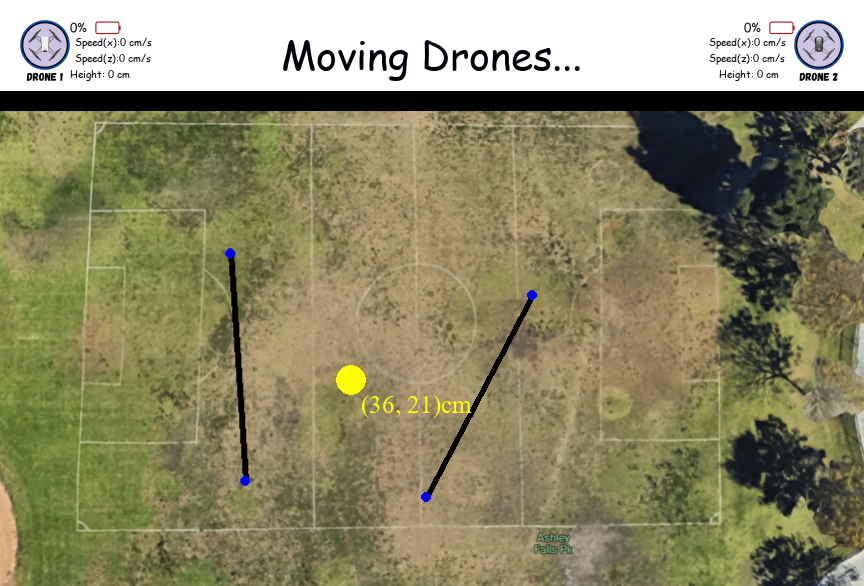 0%
Speed(x):0 cm/s
Speed(z):0 cm/s
DRONE 1
Height: 0 cm
Moving Drones...
0%
Speed(x):0 cm/s
Speed(z):0 cm/s
Height: 0 cm
DRONE 2
(36, 21)cm
Ashley
Falls Pk